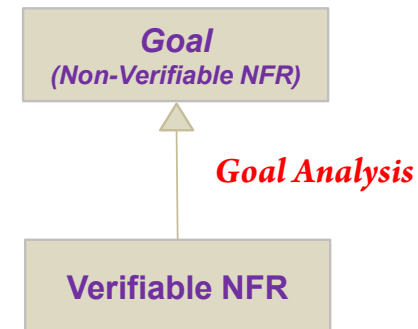 Goal
(Non-Verifiable NFR)
Goal Analysis
Verifiable NFR